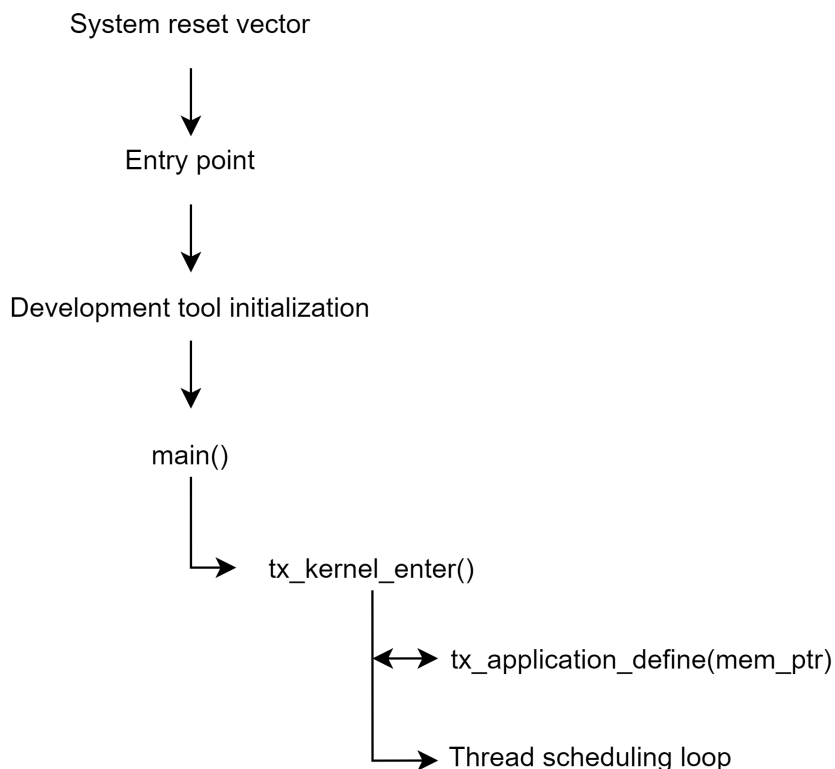 System reset vector
Entry point
Development tool initialization
main()
tx_kernel_enter()
tx_application_define(mem_ptr)
Thread scheduling loop